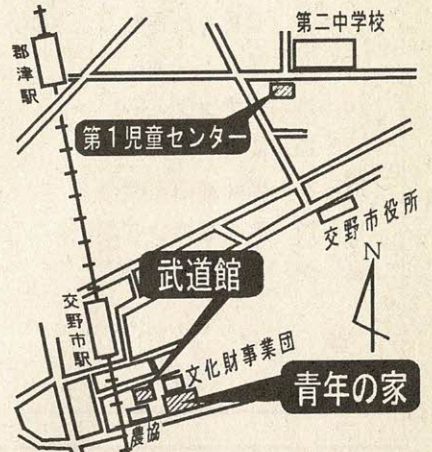 第二中学校
郡津駅
第1児童センター
交野市役所
N
武道館
交野市駅
文化財事業団
青年の家
農協